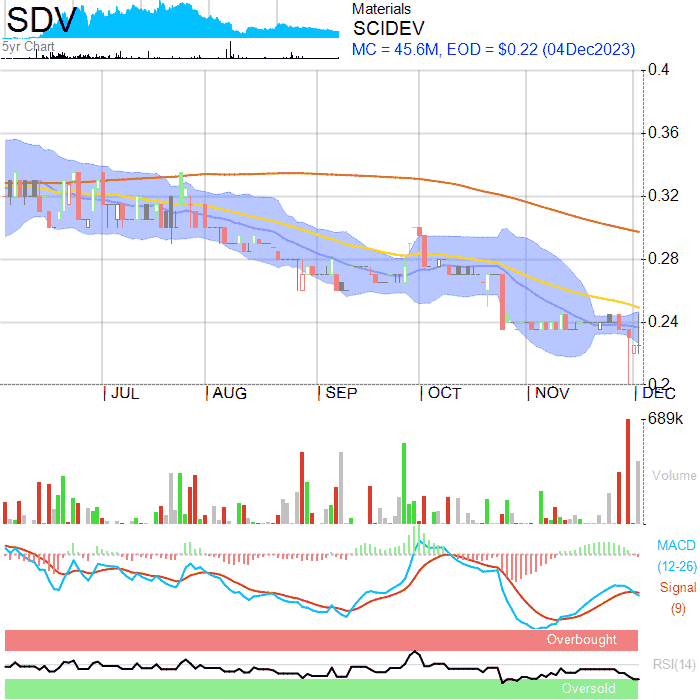 SDV
5yr Chart
Materials
SCIDEV
MC = 45.6M, EOD = $0.22 (04Dec2023)
0.4
0.36
0.32
0.28
0.24
0.2
JUL AUG SEP OCT NOV DEC
689k
Volume
MACD
(12-26)
Signal
(9)
Overbought
RSI(14)
Oversold